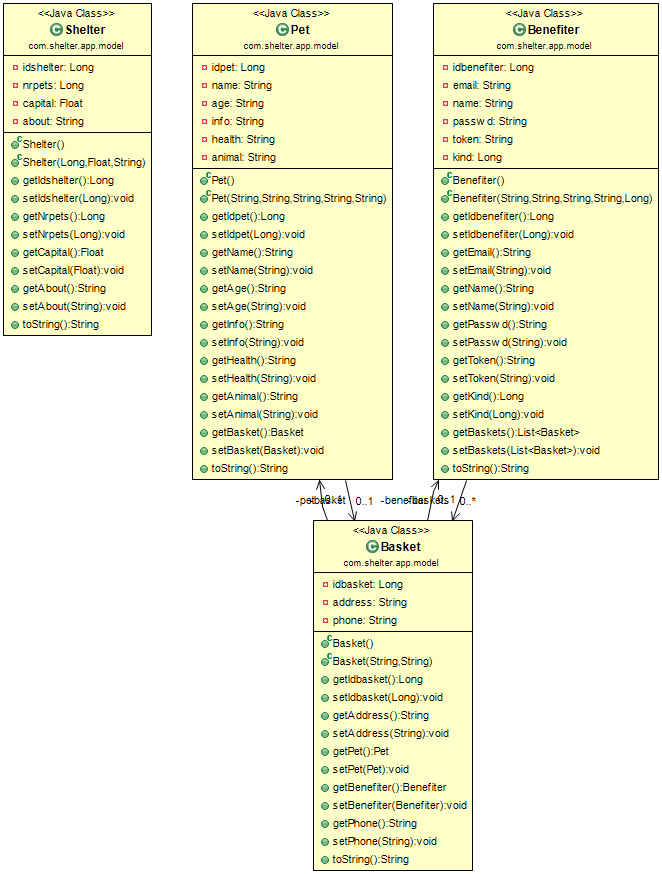 <<Java Class>>
Shelter
com.shelter.app.model
idshelter: Long
nrpets: Long
capital: Float
about: String
Shelter()
Shelter(Long,Float,String)
getIdshelter():Long
setIdshelter(Long):void
getNrpets():Long
setNrpets(Long):void
getCapital():Float
setCapital(Float):void
getAbout():String
setAbout(String):void
toString():String
<<Java Class>>
Pet
com.shelter.app.model
idpet: Long
name: String
age: String
info: String
health: String
animal: String
Pet()
Pet(String,String,String,String,String)
getIdpet():Long
setIdpet(Long):void
getName():String
setName(String):void
getAge():String
setAge(String):void
getInfo():String
setInfo(String):void
getHealth():String
setHealth(String):void
getAnimal():String
setAnimal(String):void
getBasket():Basket
setBasket(Basket):void
toString():String
<<Java Class>>
Benefiter
com.shelter.app.model
idbenefiter: Long
email: String
name: String
passwd: String
token: String
kind: Long
Benefiter()
Benefiter(String,String,String,String,Long)
getIdbenefiter():Long
setIdbenefiter(Long):void
getEmail():String
setEmail(String):void
getName():String
setName(String):void
getPasswd():String
setPasswd(String):void
getToken():String
setToken(String):void
getKind():Long
setKind(Long):void
getBaskets():List<Basket>
setBaskets(List<Basket>):void
toString():String
0..1
0..*
<<Java Class>>
Basket
com.shelter.app.model
idbasket: Long
address: String
phone: String
Basket()
Basket(String,String)
getIdbasket():Long
setIdbasket(Long):void
getAddress():String
setAddress(String):void
getPet():Pet
setPet(Pet):void
getBenefiter():Benefiter
setBenefiter(Benefiter):void
getPhone():String
setPhone(String):void
toString():String